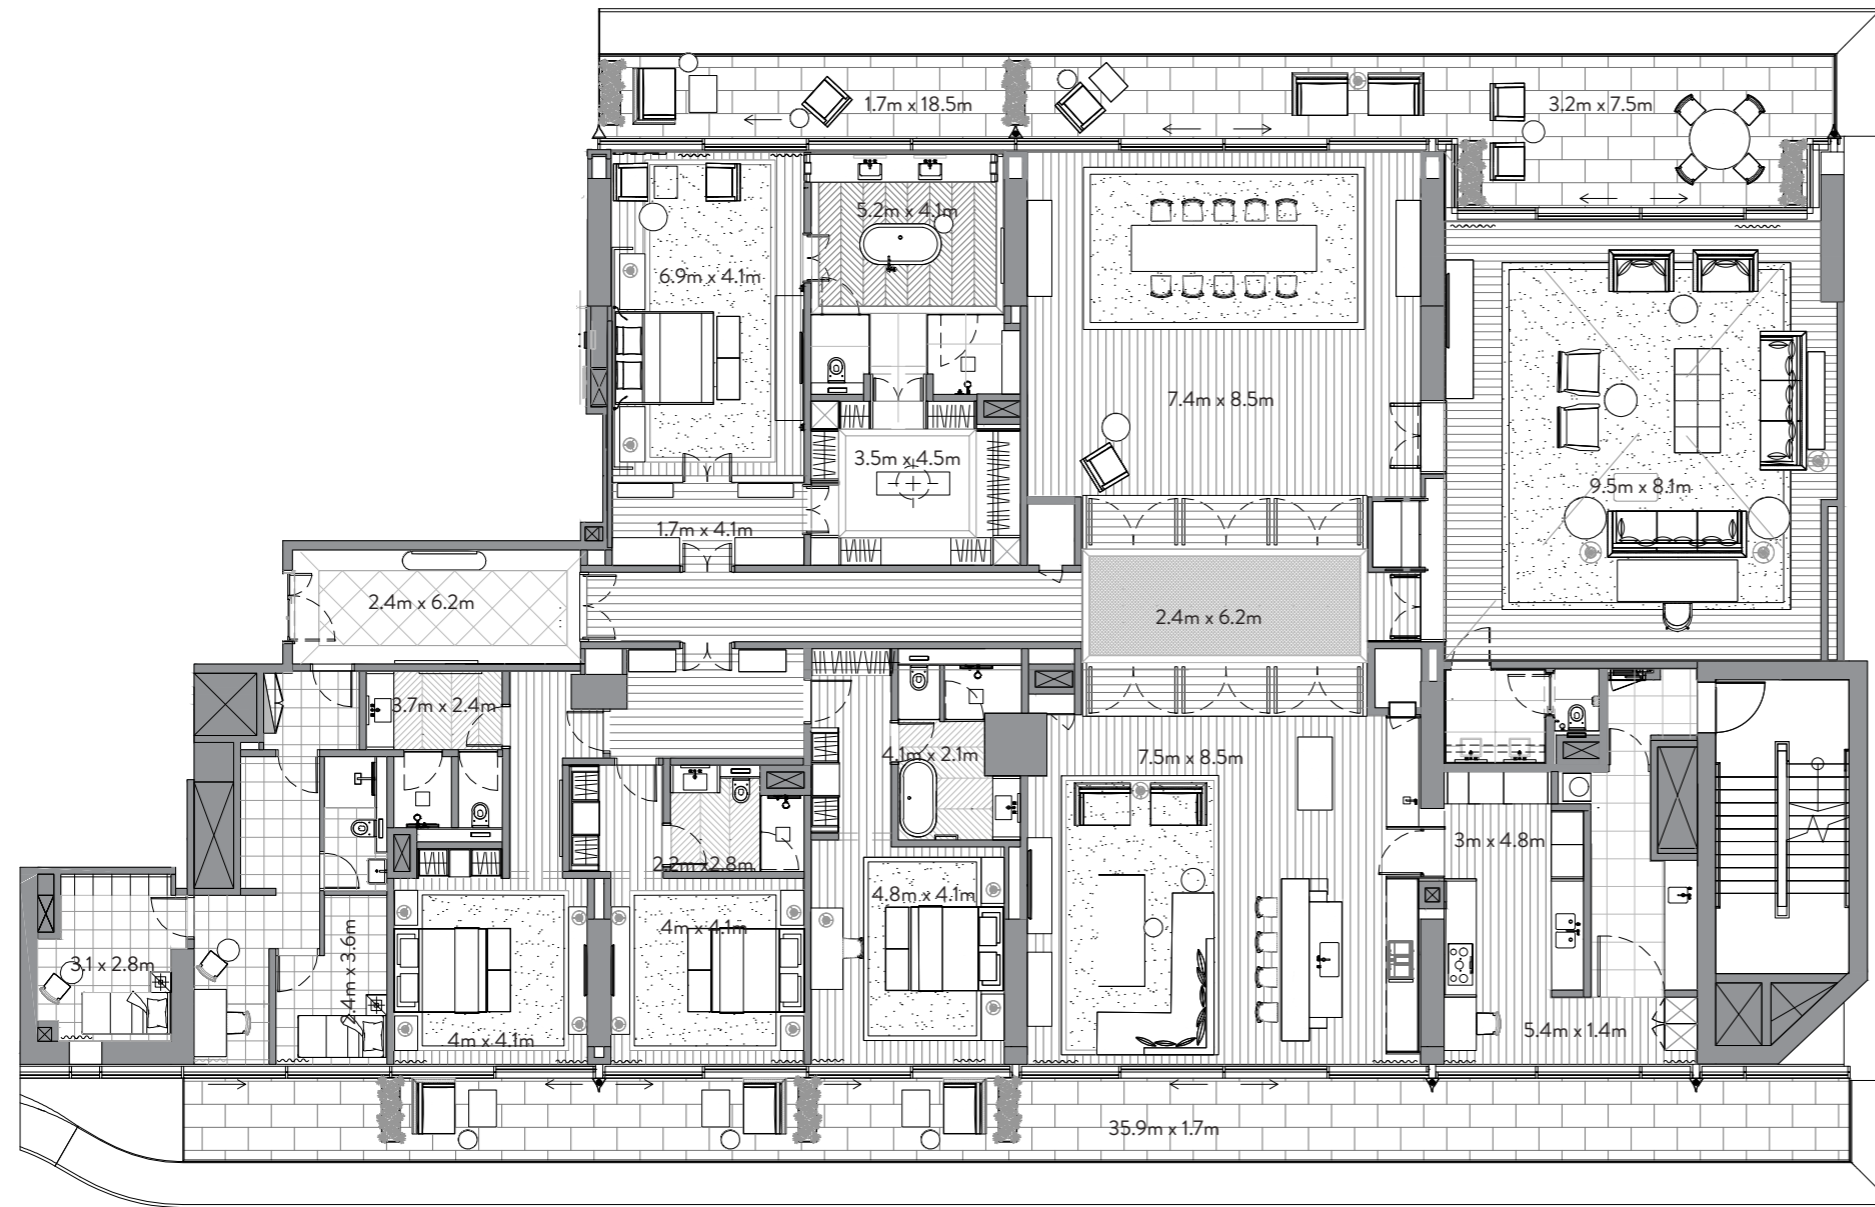 1.7m x 18.5m
3.2m x 7.5m
5.2m x 4.1m
6.9m x 4.1m
7.4m x 8.5m
3.5m x 4.5m
9.5m x 8.1m
1.7m x 4.1m
2.4m x 6.2m
2.4m x 6.2m
3.7m x 2.4m
4.1m x 2.1m
7.5m x 8.5m
3m x 4.8m
2.2m x 2.8m
4.8m x 4.1m
4m x 4.1m
3.1 x 2.8m
4m x 3.6m
4m x 4.1m
5.4m x 1.4m
35.9m x 1.7m